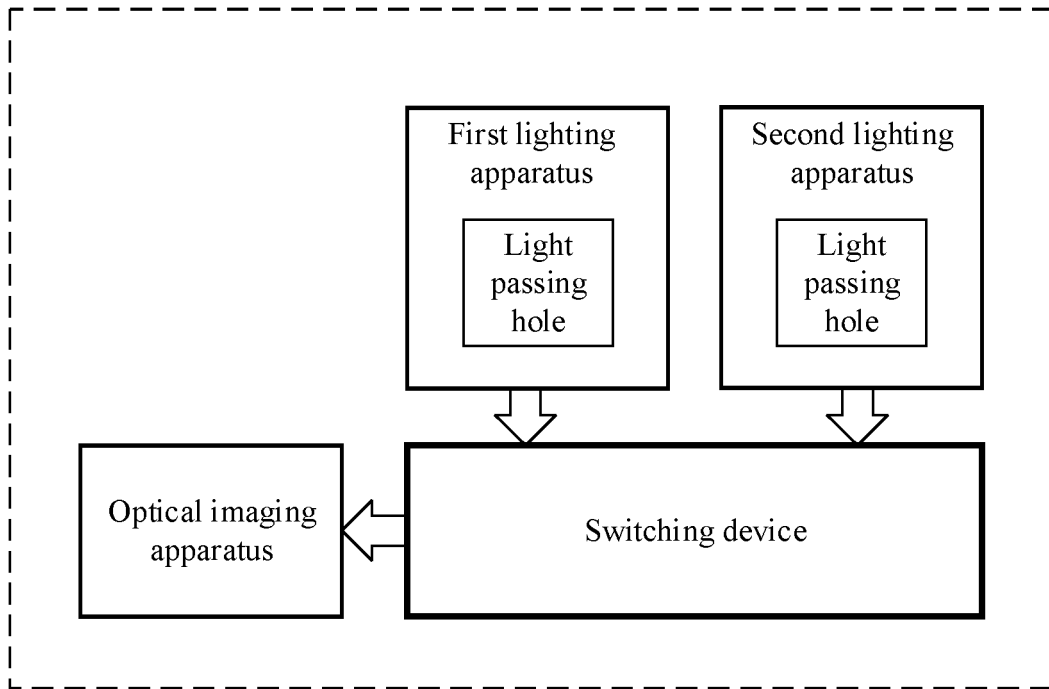 First lighting
apparatus
Light
passing
hole
Second lighting
apparatus
Light
passing
hole
Optical imaging
apparatus
Switching device